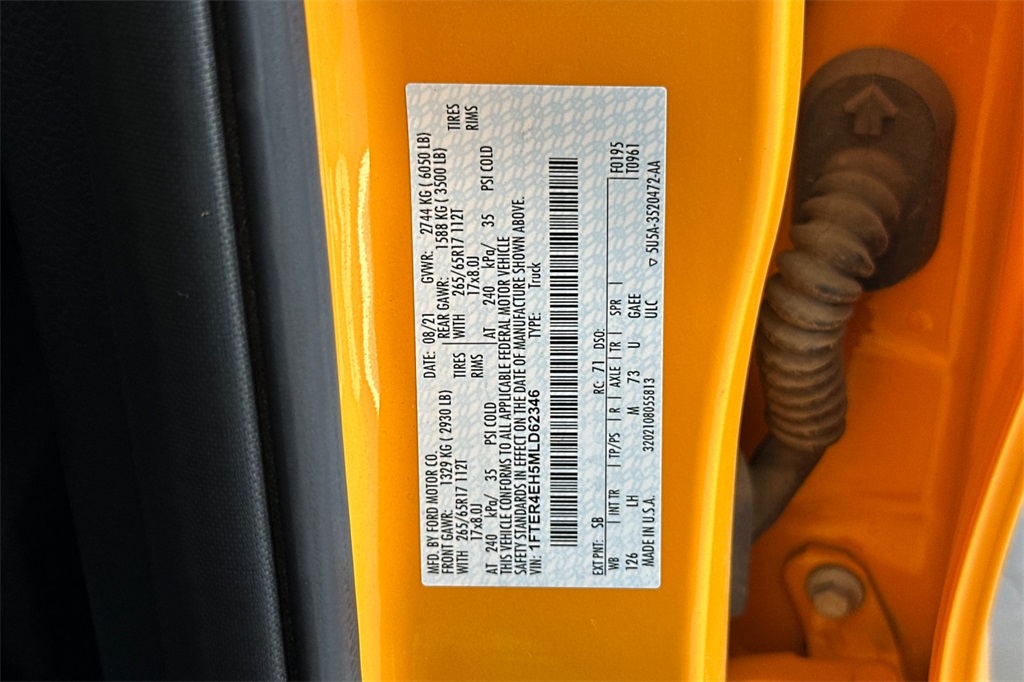 MFD. BY FORD MOTOR CO. DATE: 08/21 GVWR: 2744 KG ( 6050 LB)
FRONT GAWR: 1329 KG ( 2930 LB) REAR GAWR: 1588 KG ( 3500 LB)
WITH 265/65R17 112T TIRES WITH 265/65R17 112T TIRES
17x8.0J RIMS 17x8.0J RIMS
AT 240 kPa/ 35 PSI COLD AT 240 kPa/ 35 PSI COLD
THIS VEHICLE CONFORMS TO ALL APPLICABLE FEDERAL MOTOR VEHICLE
SAFETY STANDARDS IN EFFECT ON THE DATE OF MANUFACTURE SHOWN ABOVE.
VIN: 1FTER4EH5MLD62346 TYPE: Truck
EXT PNT: SB RC: 71 DSO: F0195
WB INT TR TP/PS R AXLE TR SPR T0961
126 LH M 73 U GAEE
MADE IN U.S.A. 320210805S813 ULC ▽ 5U5A-3520472-AA